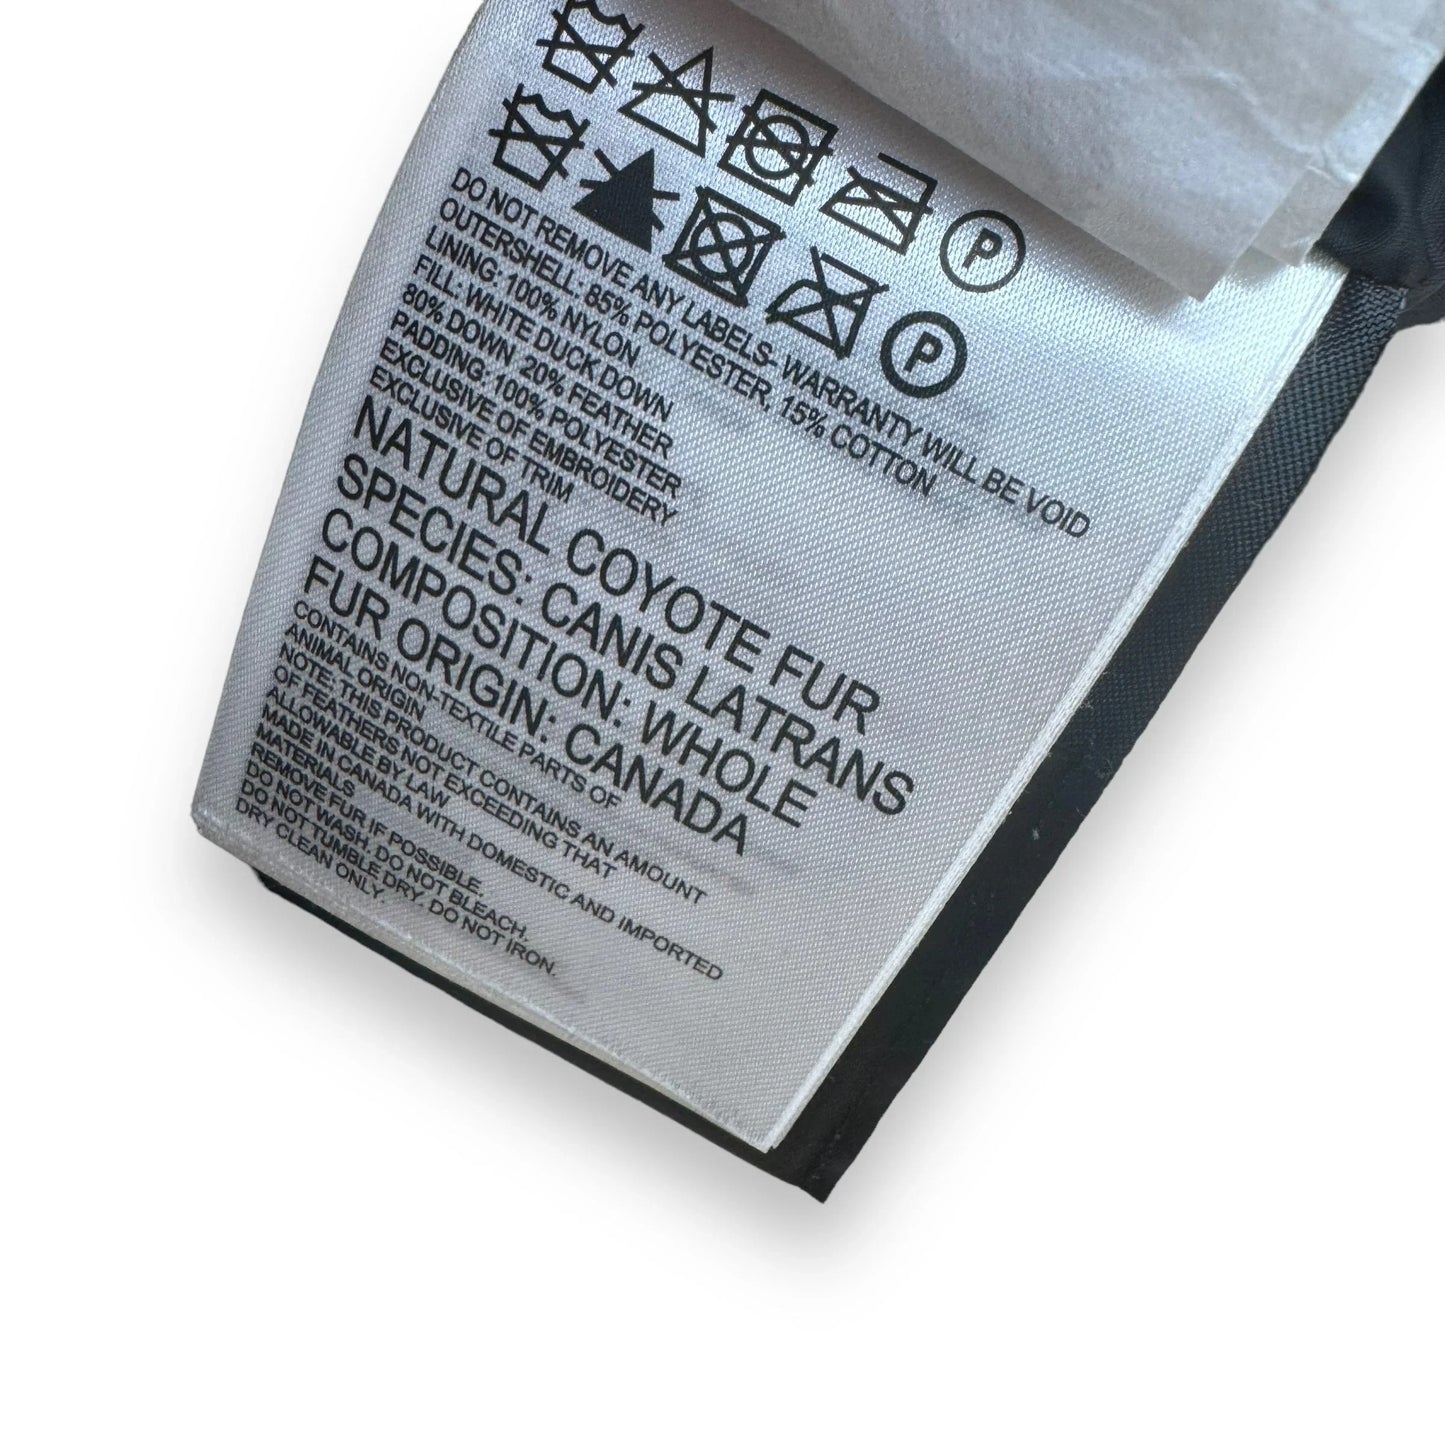 P
P
DO NOT REMOVE ANY LABELS- WARRANTY WILL BE VOID
OUTERSHELL: 85% POLYESTER, 15% COTTON
LINING: 100% NYLON
FILL: WHITE DUCK DOWN
80% DOWN 20% FEATHER
PADDING: 100% POLYESTER
EXCLUSIVE OF EMBROIDERY
EXCLUSIVE OF TRIM
NATURAL COYOTE FUR
SPECIES: CANIS LATRANS
COMPOSITION: WHOLE
FUR ORIGIN: CANADA
CONTAINS NON-TEXTILE PARTS OF
ANIMAL ORIGIN
NOTE: THIS PRODUCT CONTAINS AN AMOUNT
OF FEATHERS NOT EXCEEDING THAT
ALLOWABLE BY LAW
MADE IN CANADA WITH DOMESTIC AND IMPORTED
MATERIALS
REMOVE FUR IF POSSIBLE.
DO NOT WASH. DO NOT BLEACH.
DO NOT TUMBLE DRY. DO NOT IRON.
DRY CLEAN ONLY.